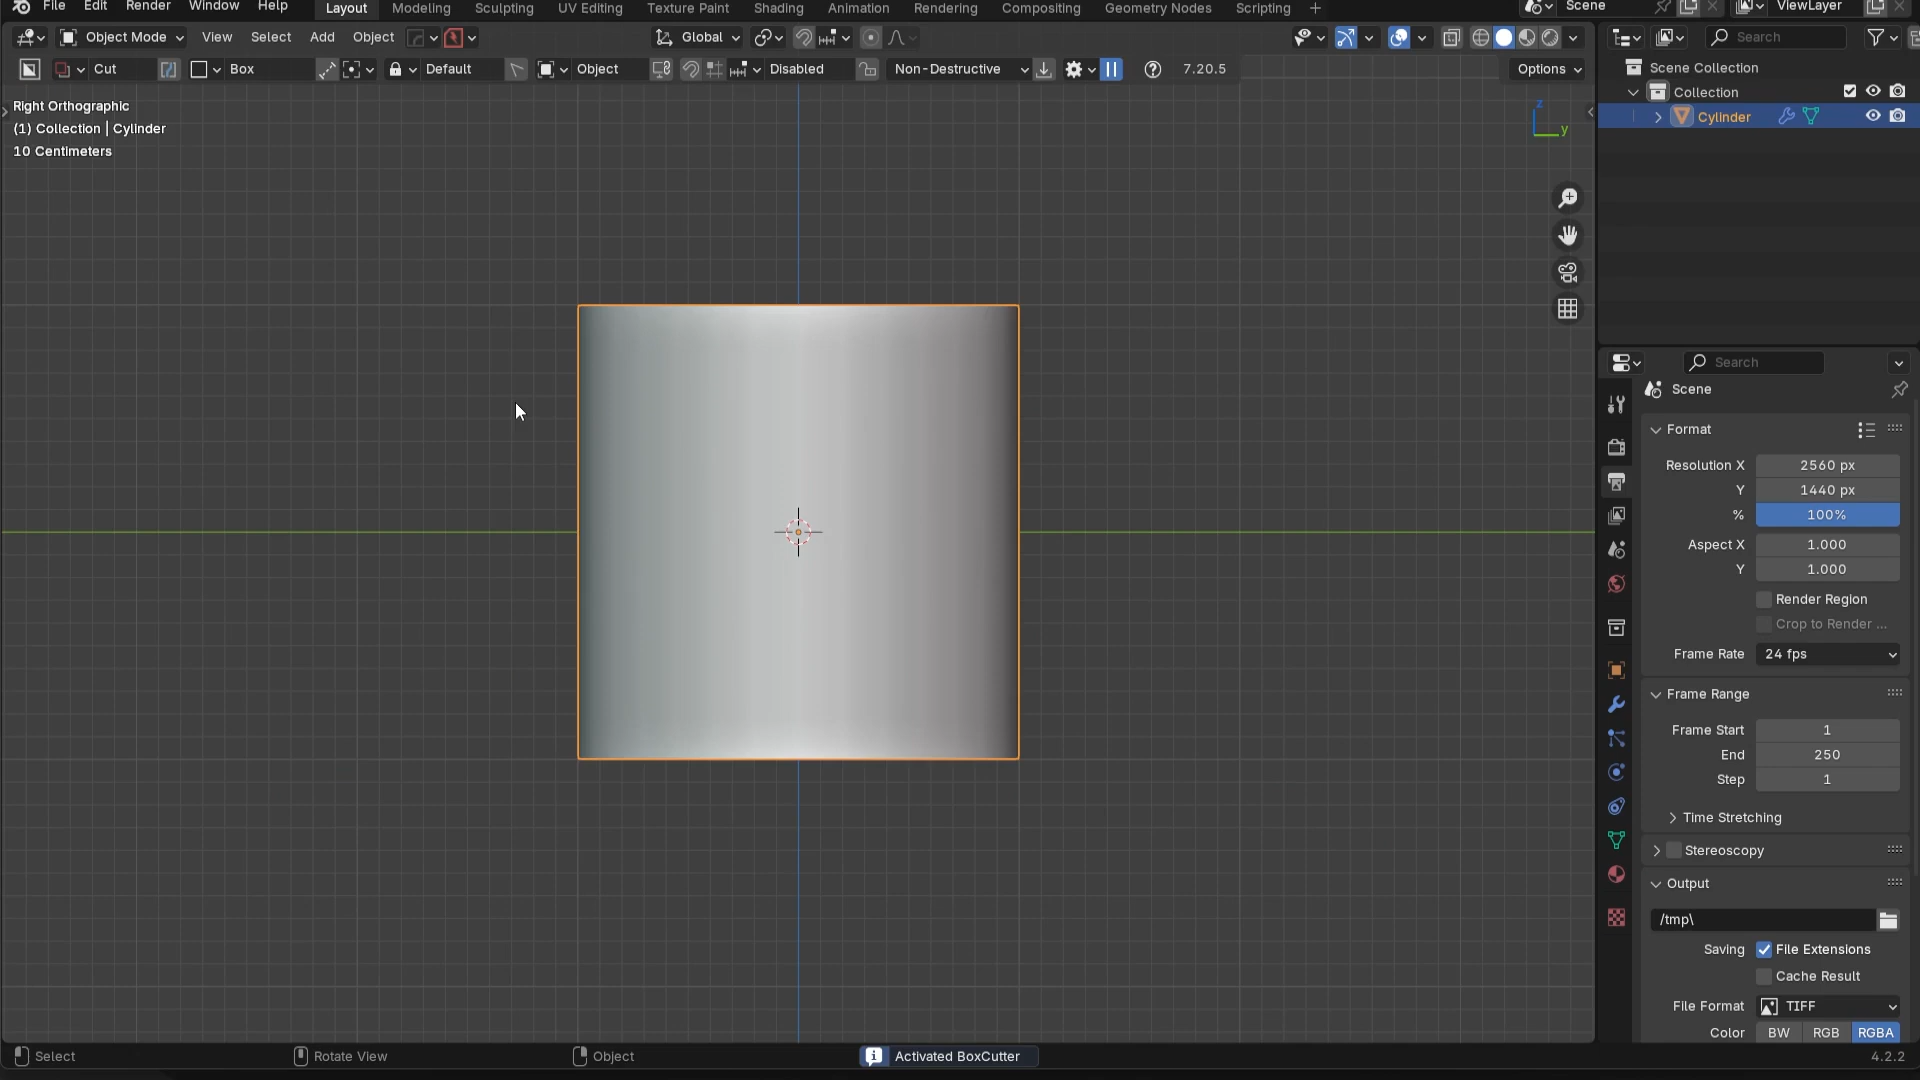 File Edit Render Window Help Layout Modeling Sculpting UV Editing Texture Paint Shading Animation Rendering Compositing Geometry Nodes Scripting + Scene ViewLayer
Object Mode View Select Add Object Global Search
Cut Box Default Object Disabled Non-Destructive 7.20.5 Options
Scene Collection
Collection
Cylinder
Right Orthographic
(1) Collection | Cylinder
10 Centimeters
z
y
Search
Scene
Format
Resolution X 2560 px
Y 1440 px
% 100%
Aspect X 1.000
Y 1.000
Render Region
Crop to Render ...
Frame Rate 24 fps
Frame Range
Frame Start 1
End 250
Step 1
Time Stretching
Stereoscopy
Output
/tmp\
Saving File Extensions
Cache Result
File Format TIFF
Color BW RGB RGBA
Select Rotate View Object Activated BoxCutter 4.2.2